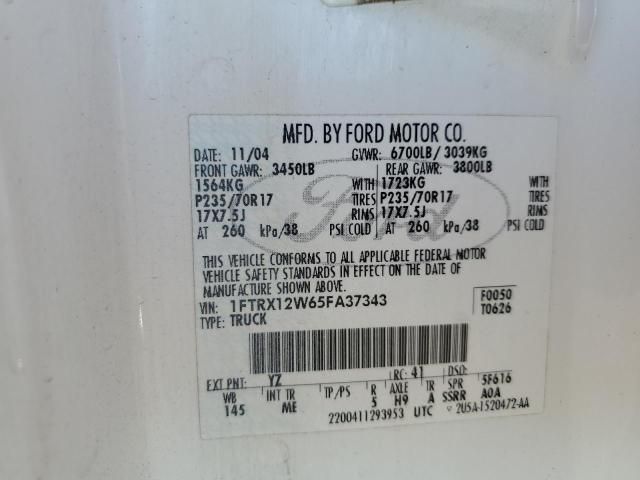 MFD. BY FORD MOTOR CO.
DATE: 11/04 GVWR: 6700LB/ 3039KG
FRONT GAWR: 3450LB REAR GAWR: 3800LB
1564KG WITH 1723KG WITH
P235/70R17 TIRES P235/70R17 TIRES
17X7.5J RIMS 17X7.5J RIMS
AT 260 kPa/38 PSI COLD AT 260 kPa/38 PSI COLD
Ford
THIS VEHICLE CONFORMS TO ALL APPLICABLE FEDERAL MOTOR
VEHICLE SAFETY STANDARDS IN EFFECT ON THE DATE OF
MANUFACTURE SHOWN ABOVE.
VIN: 1FTRX12W65FA37343 F0050
TYPE: TRUCK T0626
EXT PNT: YZ RC: 41 DSO:
WB INT TR TP/PS R AXLE TR SPR 5F616
145 ME 5 H9 A SSRR A0A
2200411293953 UTC 2U5A-1520472-AA